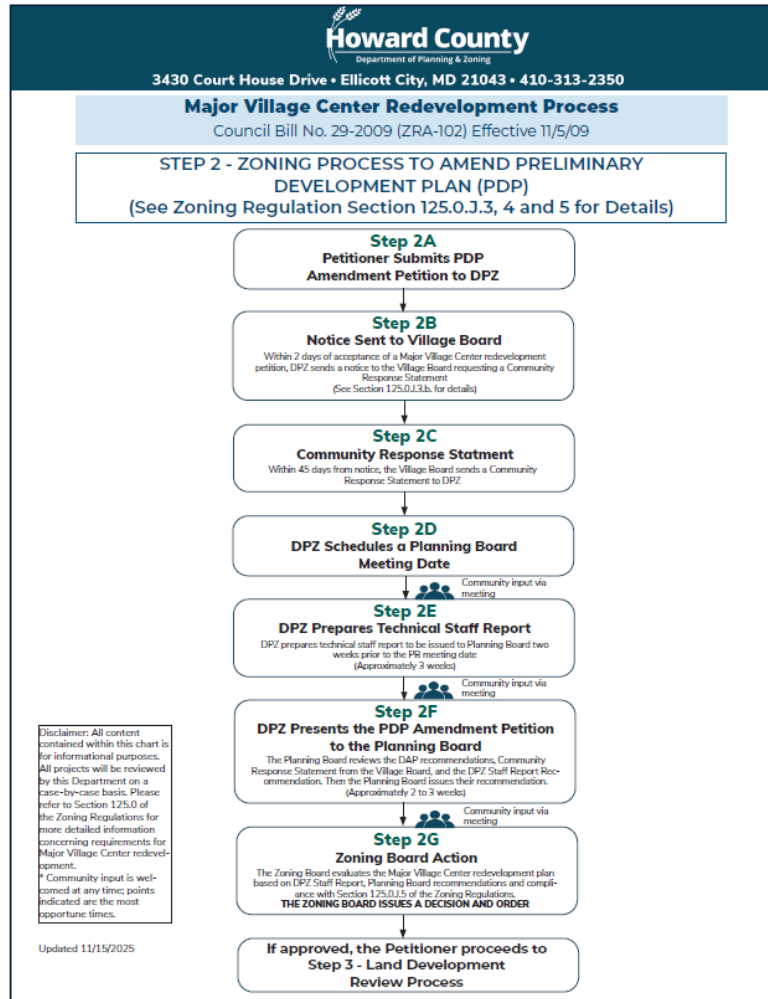 Howard County
Department of Planning & Zoning
3430 Court House Drive • Ellicott City, MD 21043 • 410-313-2350
Major Village Center Redevelopment Process
Council Bill No. 29-2009 (ZRA-102) Effective 11/5/09
STEP 2 - ZONING PROCESS TO AMEND PRELIMINARY
DEVELOPMENT PLAN (PDP)
(See Zoning Regulation Section 125.0.J.3, 4 and 5 for Details)
Step 2A
Petitioner Submits PDP
Amendment Petition to DPZ
Step 2B
Notice Sent to Village Board
Within 2 days of acceptance of a Major Village Center redevelopment
petition, DPZ sends a notice to the Village Board requesting a Community
Response Statement
(See Section 125.0.J.3.b. for details)
Step 2C
Community Response Statment
Within 45 days from notice, the Village Board sends a Community
Response Statement to DPZ
Step 2D
DPZ Schedules a Planning Board
Meeting Date
Community input via
meeting
Step 2E
DPZ Prepares Technical Staff Report
DPZ prepares technical staff report to be issued to Planning Board two
weeks prior to the PB meeting date
(Approximately 3 weeks)
Community input via
meeting
Step 2F
DPZ Presents the PDP Amendment Petition
to the Planning Board
The Planning Board reviews the DAP recommendations, Community
Response Statement from the Village Board, and the DPZ Staff Report Rec-
ommendation. Then the Planning Board issues their recommendation.
(Approximately 2 to 3 weeks)
Community input via
meeting
Step 2G
Zoning Board Action
The Zoning Board evaluates the Major Village Center redevelopment plan
based on DPZ Staff Report, Planning Board recommendations and compli-
ance with Section 125.0.J.5 of the Zoning Regulations.
THE ZONING BOARD ISSUES A DECISION AND ORDER
If approved, the Petitioner proceeds to
Step 3 - Land Development
Review Process
Disclaimer: All content
contained within this chart is
for informational purposes.
All projects will be reviewed
by this Department on a
case-by-case basis. Please
refer to Section 125.0 of
the Zoning Regulations for
more detailed information
concerning requirements for
Major Village Center redevel-
opment.
* Community input is wel-
comed at any time; points
indicated are the most
opportune times.
Updated 11/15/2025